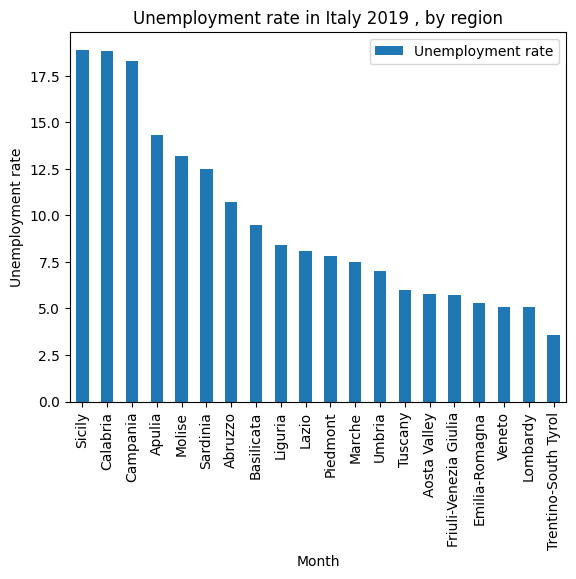 Unemployment rate in Italy 2019 , by region
Unemployment rate
Unemployment rate
17.5
15.0
12.5
10.0
7.5
5.0
2.5
0.0
Sicily
Calabria
Campania
Apulia
Molise
Sardinia
Abruzzo
Basilicata
Liguria
Lazio
Piedmont
Marche
Umbria
Tuscany
Aosta Valley
Friuli-Venezia Giulia
Emilia-Romagna
Veneto
Lombardy
Trentino-South Tyrol
Month